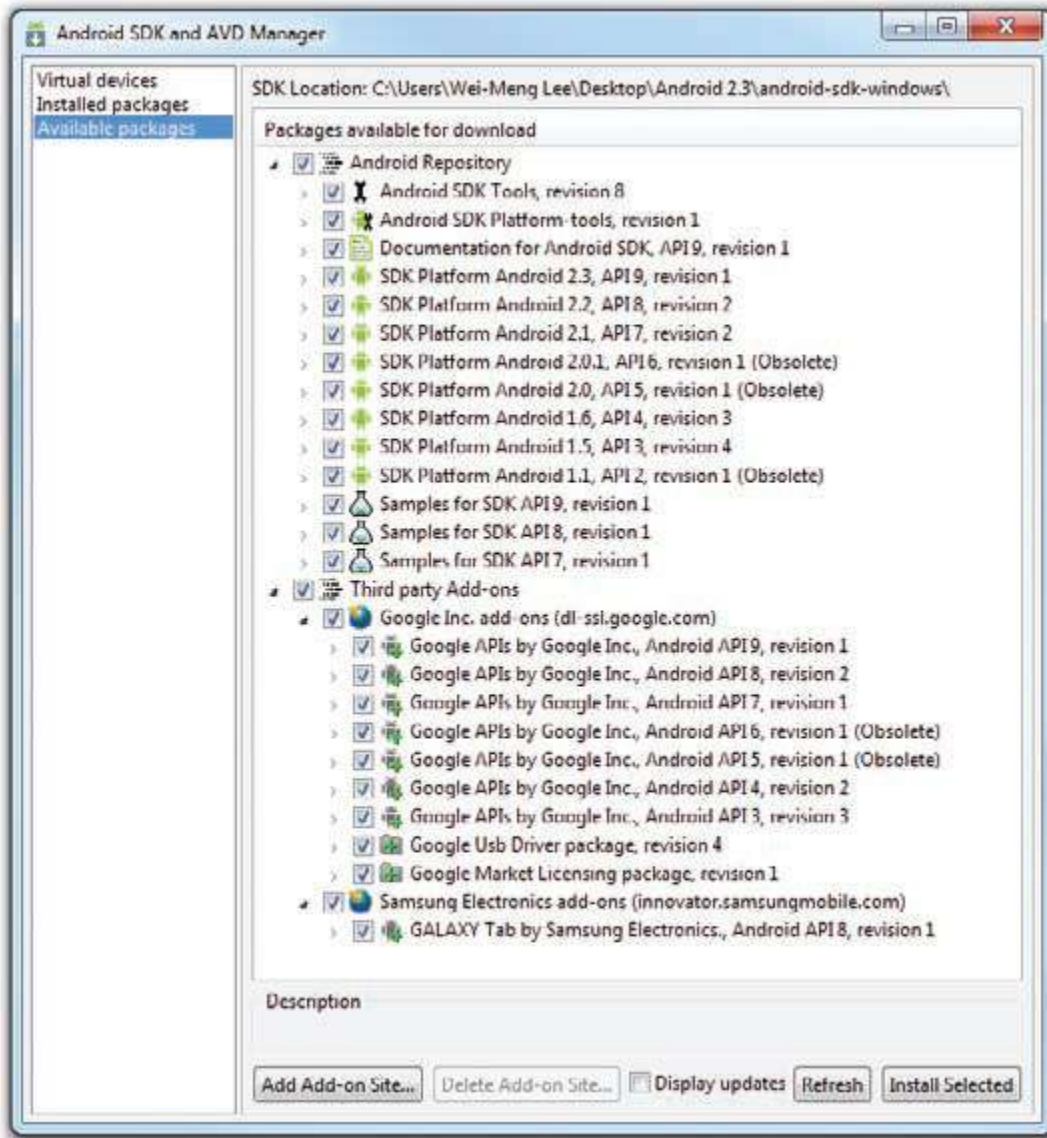 Android SDK and AVD Manager
Virtual devices
Installed packages
Available packages
SDK Location: C:\Users\Wei-Meng Lee\Desktop\Android 2.3\android-sdk-windows\
Packages available for download
Android Repository
Android SDK Tools, revision 8
Android SDK Platform-tools, revision 1
Documentation for Android SDK, API 9, revision 1
SDK Platform Android 2.3, API 9, revision 1
SDK Platform Android 2.2, API 8, revision 2
SDK Platform Android 2.1, API 7, revision 2
SDK Platform Android 2.0.1, API 6, revision 1 (Obsolete)
SDK Platform Android 2.0, API 5, revision 1 (Obsolete)
SDK Platform Android 1.6, API 4, revision 3
SDK Platform Android 1.5, API 3, revision 4
SDK Platform Android 1.1, API 2, revision 1 (Obsolete)
Samples for SDK API 9, revision 1
Samples for SDK API 8, revision 1
Samples for SDK API 7, revision 1
Third party Add-ons
Google Inc. add-ons (dl-ssl.google.com)
Google APIs by Google Inc., Android API 9, revision 1
Google APIs by Google Inc., Android API 8, revision 2
Google APIs by Google Inc., Android API 7, revision 1
Google APIs by Google Inc., Android API 6, revision 1 (Obsolete)
Google APIs by Google Inc., Android API 5, revision 1 (Obsolete)
Google APIs by Google Inc., Android API 4, revision 2
Google APIs by Google Inc., Android API 3, revision 3
Google Usb Driver package, revision 4
Google Market Licensing package, revision 1
Samsung Electronics add-ons (innovator.samsungmobile.com)
GALAXY Tab by Samsung Electronics., Android API 8, revision 1
Description
Add Add-on Site... Delete Add-on Site... Display updates Refresh Install Selected